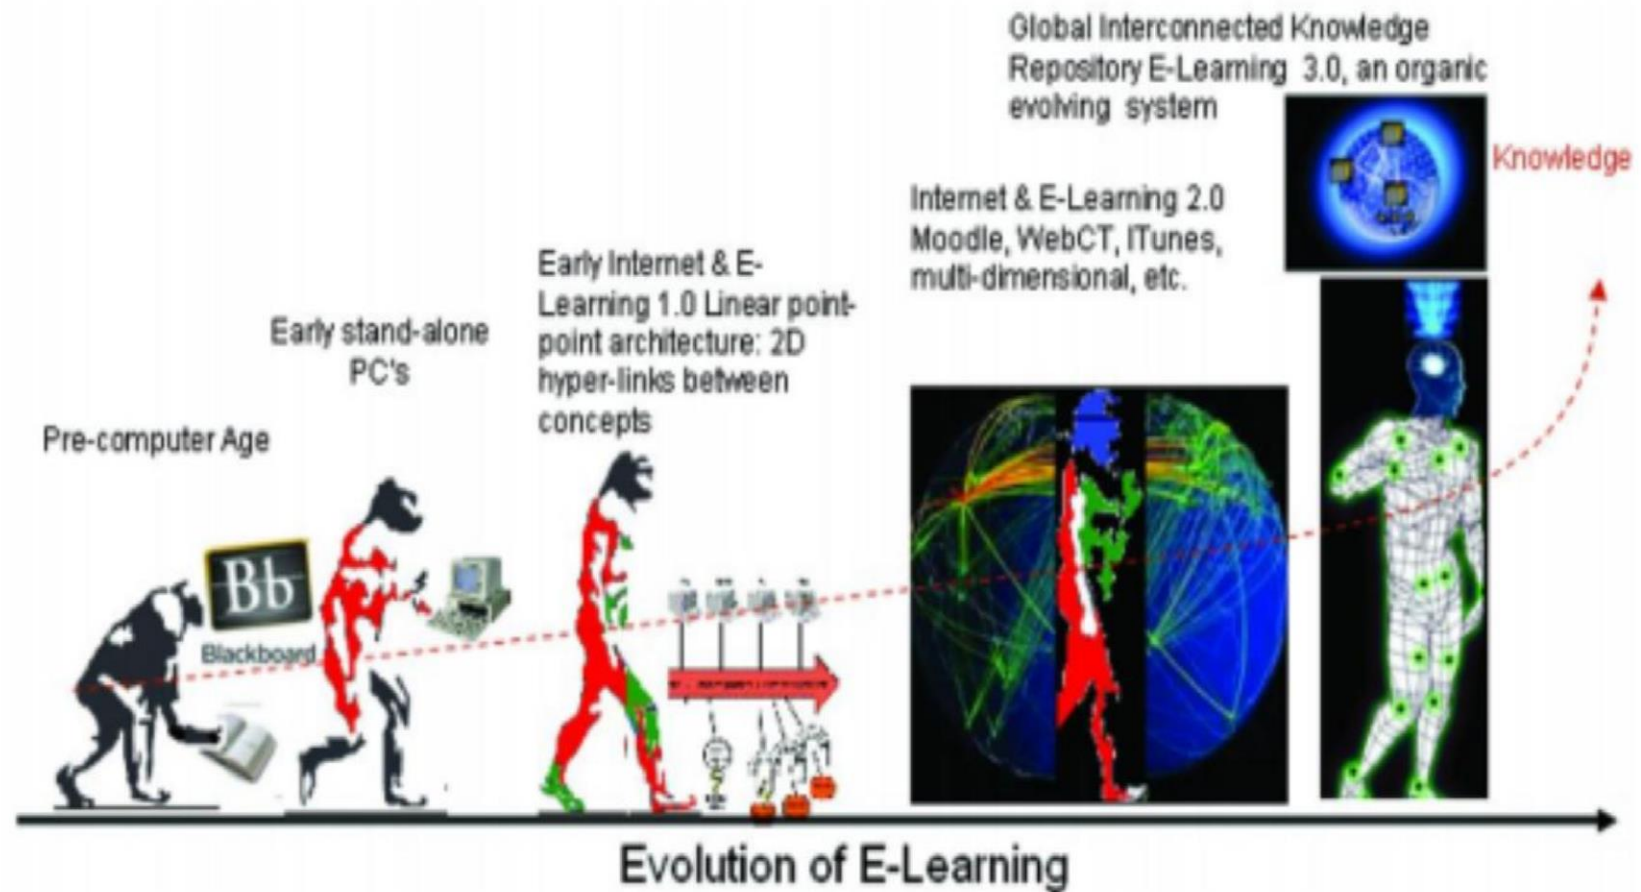 Global Interconnected Knowledge
Repository E-Learning 3.0, an organic
evolving system
Knowledge
Internet & E-Learning 2.0
Moodle, WebCT, ITunes,
multi-dimensional, etc.
Early Internet & E-
Learning 1.0 Linear point-
point architecture: 2D
hyper-links between
concepts
Early stand-alone
PC's
Pre-computer Age
Bb
Blackboard
Evolution of E-Learning